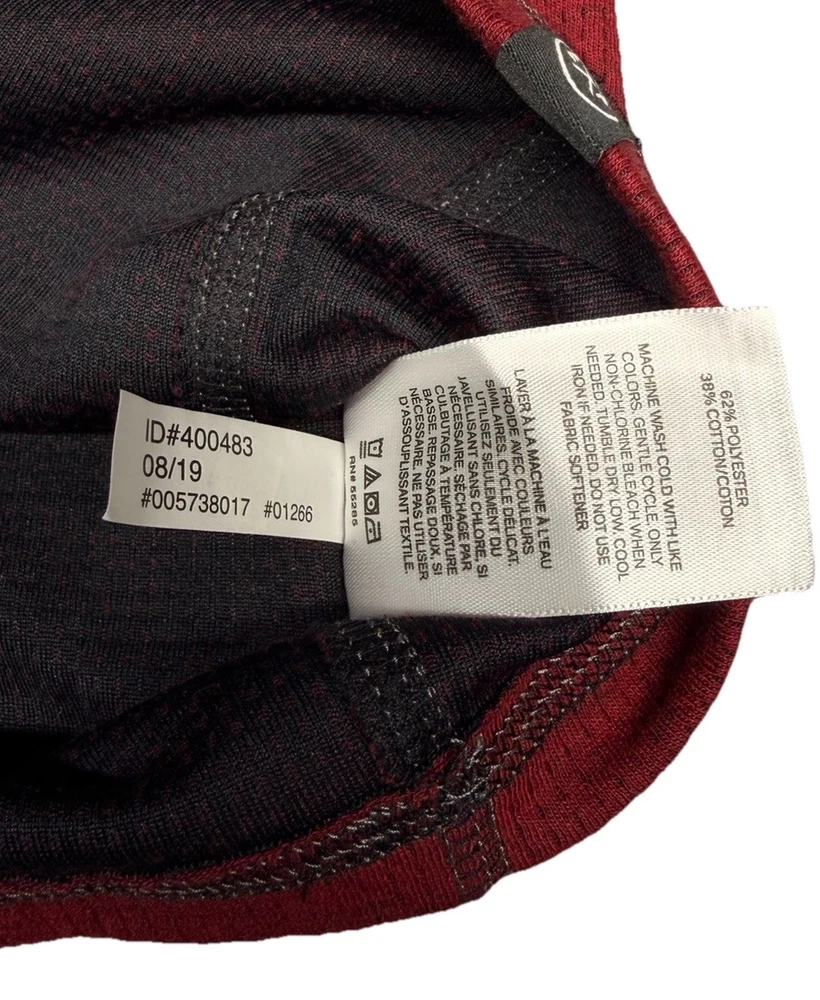 ID#400483
08/19
#005738017 #01266
62% POLYESTER
38% COTTON/COTON
MACHINE WASH COLD WITH LIKE
COLORS, GENTLE CYCLE, ONLY
NON-CHLORINE BLEACH WHEN
NEEDED, TUMBLE DRY LOW, COOL
IRON IF NEEDED, DO NOT USE
FABRIC SOFTENER
LAVER À LA MACHINE À L'EAU
FROIDE AVEC COULEURS
SIMILAIRES, CYCLE DÉLICAT,
UTILISEZ SEULEMENT DU
JAVELLISANT SANS CHLORE, SI
NÉCESSAIRE, SÉCHAGE PAR
CULBUTAGE À TEMPÉRATURE
BASSE, REPASSAGE DOUX, SI
NÉCESSAIRE, NE PAS UTILISER
D'ASSOUPLISSANT TEXTILE.
RN# 55285